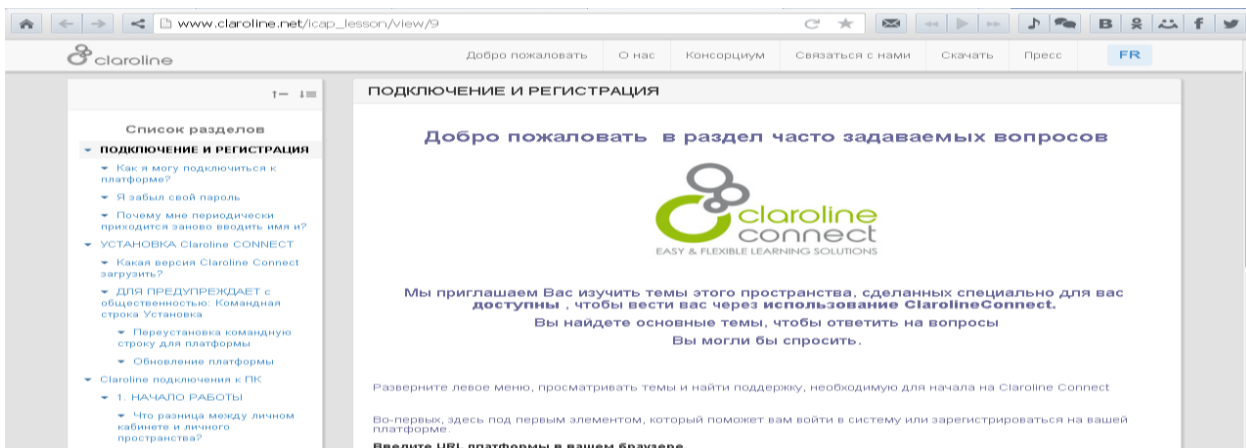 www.claroline.net/icap_lesson/view/9
claroline
Добро пожаловать О нас Консорциум Связаться с нами Скачать Пресс FR
Список разделов
ПОДКЛЮЧЕНИЕ И РЕГИСТРАЦИЯ
Как я могу подключиться к
платформе?
Я забыл свой пароль
Почему мне периодически
приходится заново вводить имя и?
УСТАНОВКА Claroline CONNECT
Какая версия Claroline Connect
загрузить?
ДЛЯ ПРЕДУПРЕЖДАЕТ с
общественностью: Командная
строка Установка
Переустановка командную
строку для платформы
Обновление платформы
Claroline подключения к ПК
1. НАЧАЛО РАБОТЫ
Что разница между личном
кабинете и личного
пространства?
ПОДКЛЮЧЕНИЕ И РЕГИСТРАЦИЯ
Добро пожаловать в раздел часто задаваемых вопросов
claroline
connect
EASY & FLEXIBLE LEARNING SOLUTIONS
Мы приглашаем Вас изучить темы этого пространства, сделанных специально для вас
доступны , чтобы вести вас через использование ClarolineConnect.
Вы найдете основные темы, чтобы ответить на вопросы
Вы могли бы спросить.
Разверните левое меню, просматривать темы и найти поддержку, необходимую для начала на Claroline Connect
Во-первых, здесь под первым элементом, который поможет вам войти в систему или зарегистрироваться на вашей
платформе.
Введите URL платформы в вашем браузере